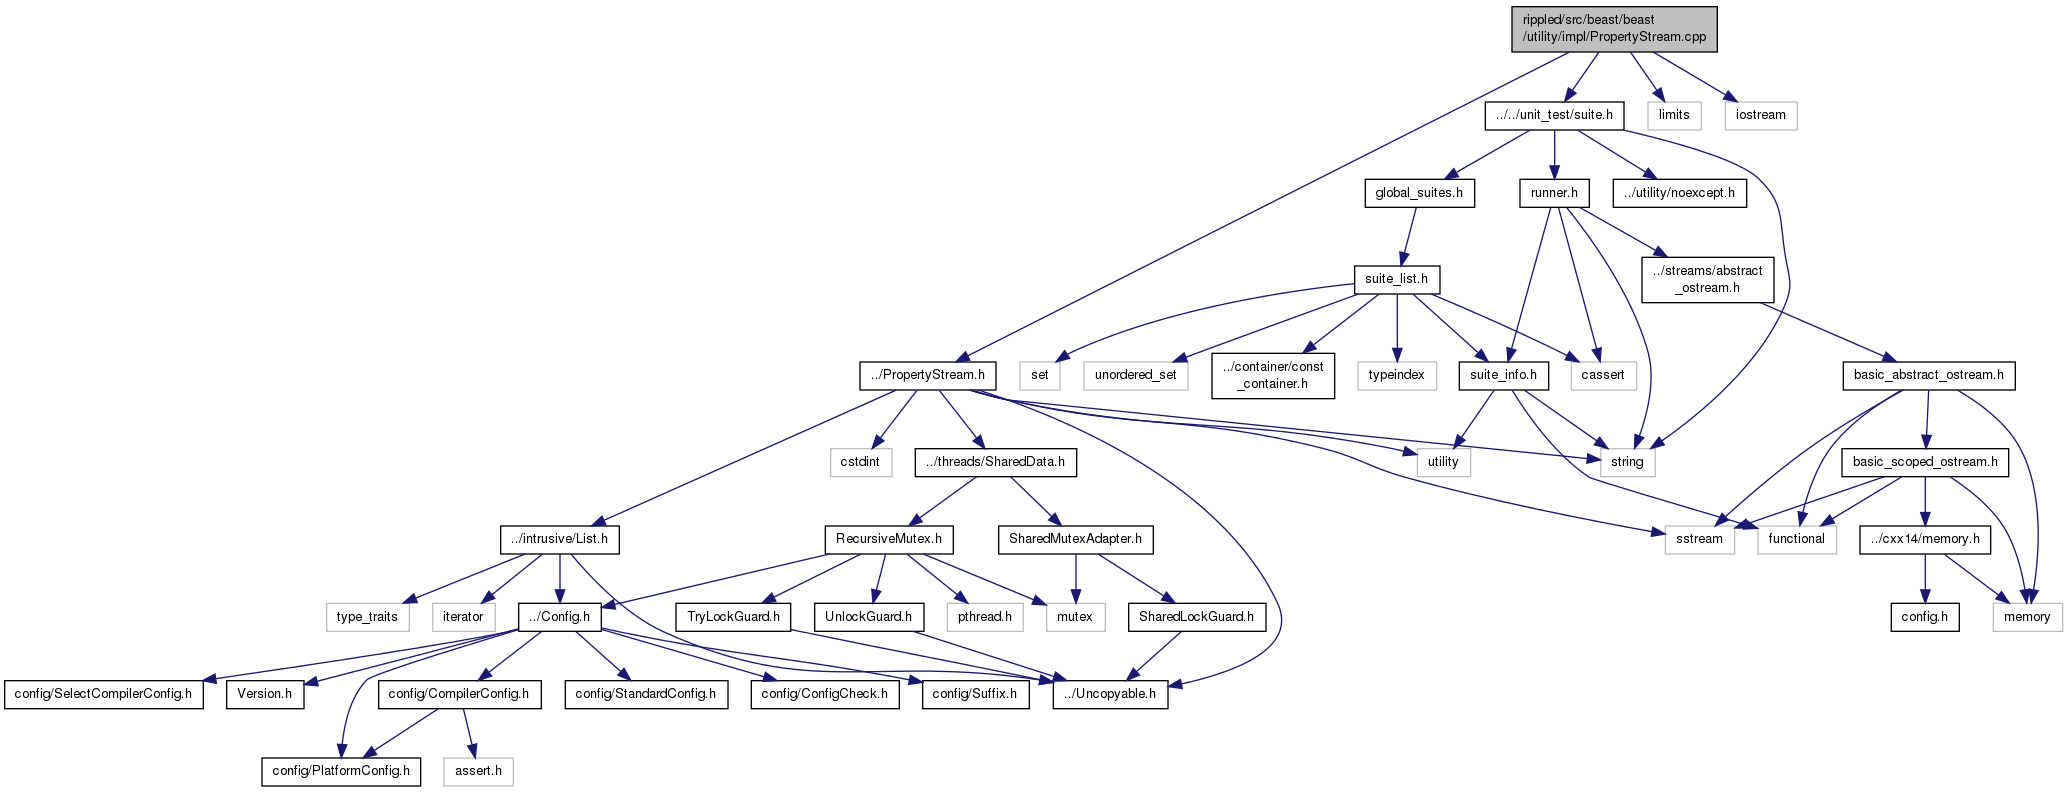 rippled/src/beast/beast
/utility/impl/PropertyStream.cpp
../../unit_test/suite.h
limits
iostream
global_suites.h
runner.h
../utility/noexcept.h
suite_list.h
../streams/abstract
_ostream.h
../PropertyStream.h
set
unordered_set
../container/const
_container.h
typeindex
suite_info.h
cassert
basic_abstract_ostream.h
cstdint
../threads/SharedData.h
utility
string
basic_scoped_ostream.h
../intrusive/List.h
RecursiveMutex.h
SharedMutexAdapter.h
sstream
functional
../cxx14/memory.h
type_traits
iterator
../Config.h
TryLockGuard.h
UnlockGuard.h
pthread.h
mutex
SharedLockGuard.h
config.h
memory
config/SelectCompilerConfig.h
Version.h
config/CompilerConfig.h
config/StandardConfig.h
config/ConfigCheck.h
config/Suffix.h
../Uncopyable.h
config/PlatformConfig.h
assert.h